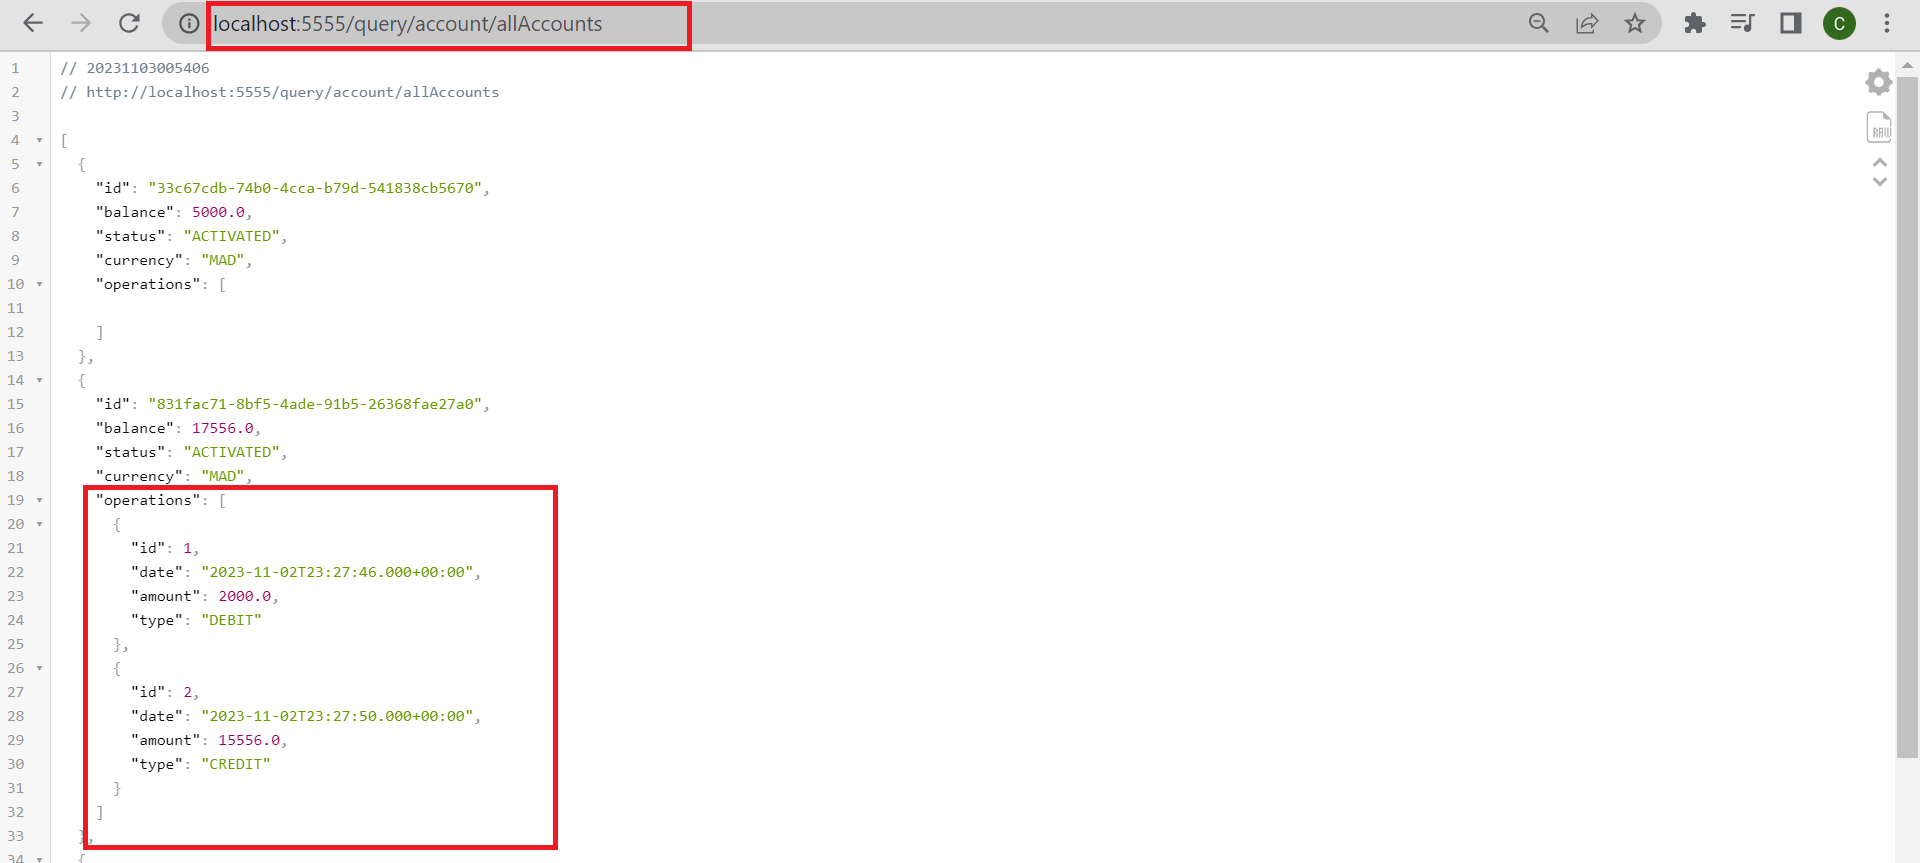 localhost:5555/query/account/allAccounts
C
1 // 20231103005406
2 // http://localhost:5555/query/account/allAccounts
3
4 [
5 {
6 "id": "33c67cdb-74b0-4cca-b79d-541838cb5670",
7 "balance": 5000.0,
8 "status": "ACTIVATED",
9 "currency": "MAD",
10 "operations": [
11
12 ]
13 },
14 {
15 "id": "831fac71-8bf5-4ade-91b5-26368fae27a0",
16 "balance": 17556.0,
17 "status": "ACTIVATED",
18 "currency": "MAD",
19 "operations": [
20 {
21 "id": 1,
22 "date": "2023-11-02T23:27:46.000+00:00",
23 "amount": 2000.0,
24 "type": "DEBIT"
25 },
26 {
27 "id": 2,
28 "date": "2023-11-02T23:27:50.000+00:00",
29 "amount": 15556.0,
30 "type": "CREDIT"
31 }
32 ]
33 },
34 {
RAW